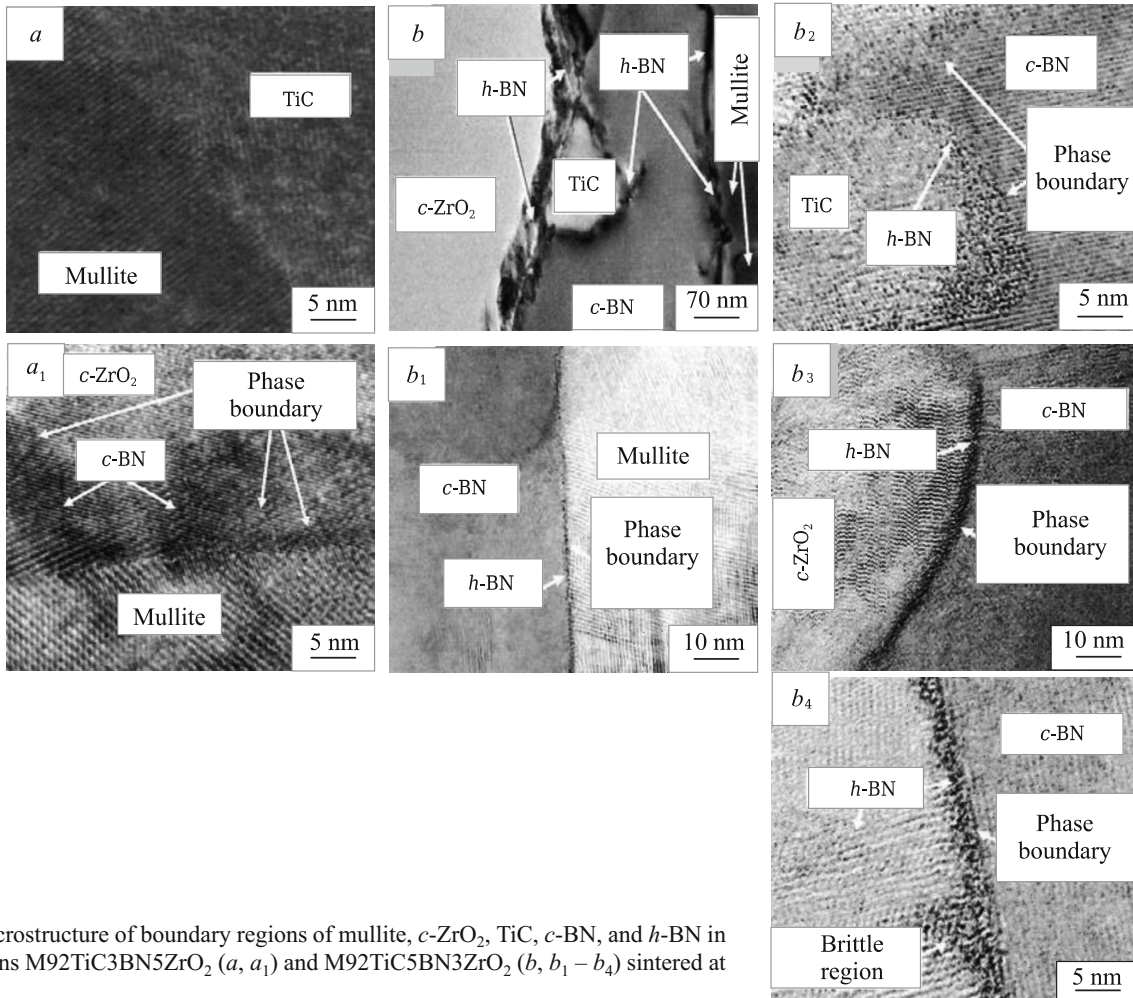 a
TiC
Mullite
5 nm
b
h-BN
h-BN
Mullite
TiC
c-ZrO₂
c-BN
70 nm
b₂
c-BN
Phase
boundary
TiC
h-BN
5 nm
a₁
c-ZrO₂
Phase
boundary
c-BN
Mullite
5 nm
b₁
Mullite
c-BN
Phase
boundary
h-BN
10 nm
b₃
c-BN
h-BN
c-ZrO₂
Phase
boundary
10 nm
b₄
c-BN
h-BN
Phase
boundary
Brittle
region
5 nm
crostructure of boundary regions of mullite, c-ZrO₂, TiC, c-BN, and h-BN in
ns M92TiC3BN5ZrO₂ (a, a₁) and M92TiC5BN3ZrO₂ (b, b₁ – b₄) sintered at